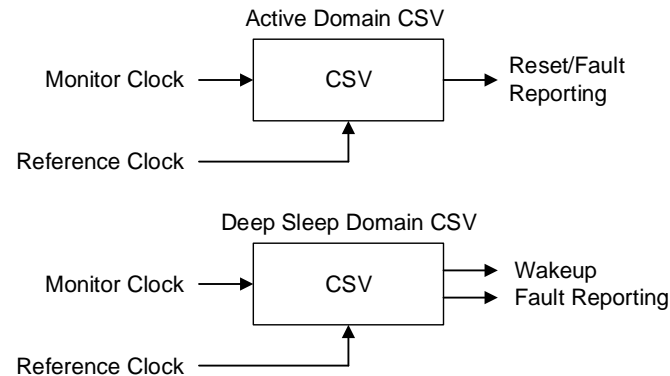 Active Domain CSV
Monitor Clock
CSV
Reset/Fault
Reporting
Reference Clock
Deep Sleep Domain CSV
Monitor Clock
CSV
Wakeup
Fault Reporting
Reference Clock